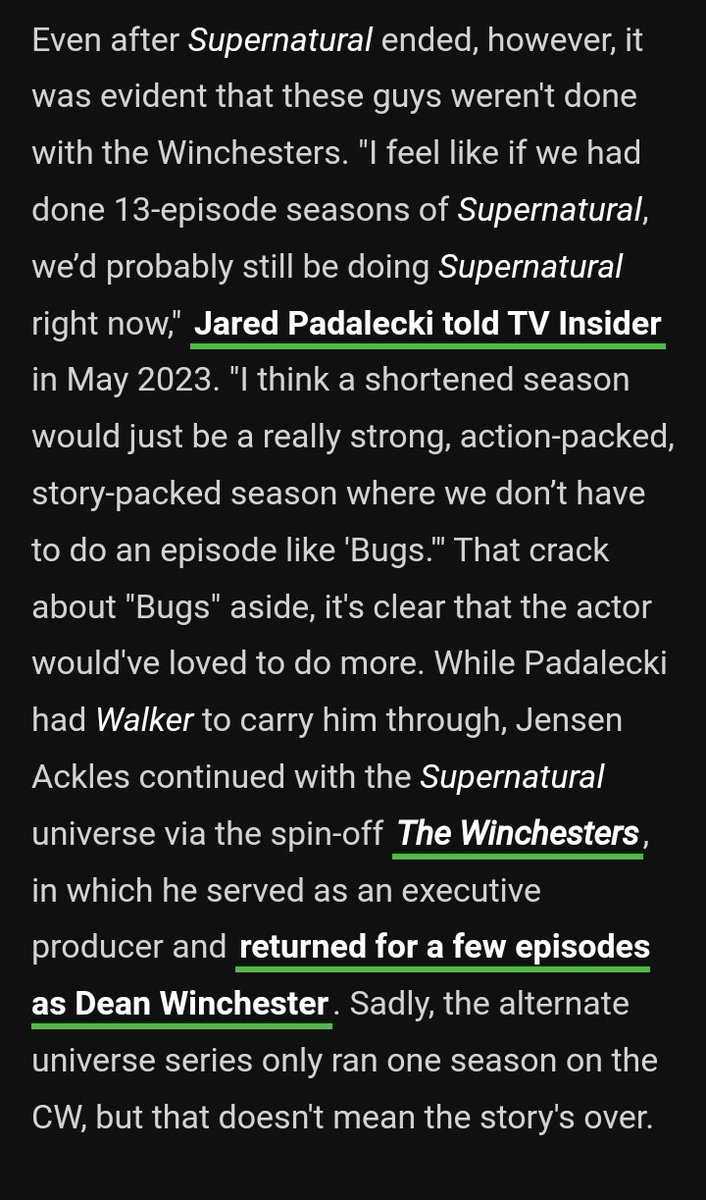 Even after Supernatural ended, however, it
was evident that these guys weren't done
with the Winchesters. "I feel like if we had
done 13-episode seasons of Supernatural,
we’d probably still be doing Supernatural
right now," Jared Padalecki told TV Insider
in May 2023. "I think a shortened season
would just be a really strong, action-packed,
story-packed season where we don’t have
to do an episode like 'Bugs.'" That crack
about "Bugs" aside, it's clear that the actor
would've loved to do more. While Padalecki
had Walker to carry him through, Jensen
Ackles continued with the Supernatural
universe via the spin-off The Winchesters,
in which he served as an executive
producer and returned for a few episodes
as Dean Winchester. Sadly, the alternate
universe series only ran one season on the
CW, but that doesn't mean the story's over.